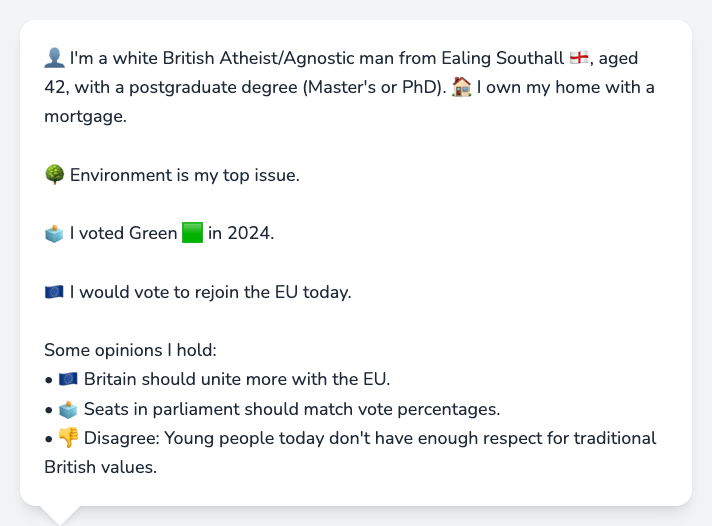 👤 I'm a white British Atheist/Agnostic man from Ealing Southall 🏴󠁧󠁢󠁥󠁮󠁧󠁿, aged
42, with a postgraduate degree (Master's or PhD). 🏠 I own my home with a
mortgage.
🌳 Environment is my top issue.
🗳️ I voted Green 🟩 in 2024.
🇪🇺 I would vote to rejoin the EU today.
Some opinions I hold:
• 🇪🇺 Britain should unite more with the EU.
• 🗳️ Seats in parliament should match vote percentages.
• 👎 Disagree: Young people today don't have enough respect for traditional
British values.